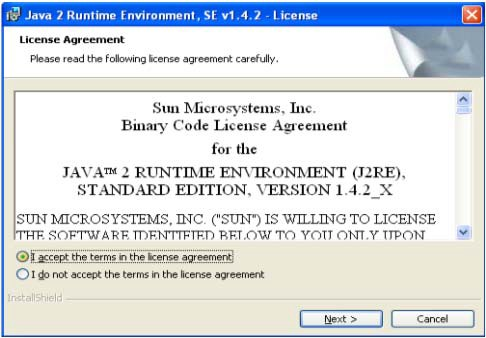 Java 2 Runtime Environment, SE v1.4.2 - License
License Agreement
Please read the following license agreement carefully.
Sun Microsystems, Inc.
Binary Code License Agreement
for the
JAVA™ 2 RUNTIME ENVIRONMENT (J2RE),
STANDARD EDITION, VERSION 1.4.2_X
SUN MICROSYSTEMS, INC. ("SUN") IS WILLING TO LICENSE
THE SOFTWARE IDENTIFIED BELOW TO YOU ONLY UPON
I accept the terms in the license agreement
I do not accept the terms in the license agreement
InstallShield
Next >
Cancel